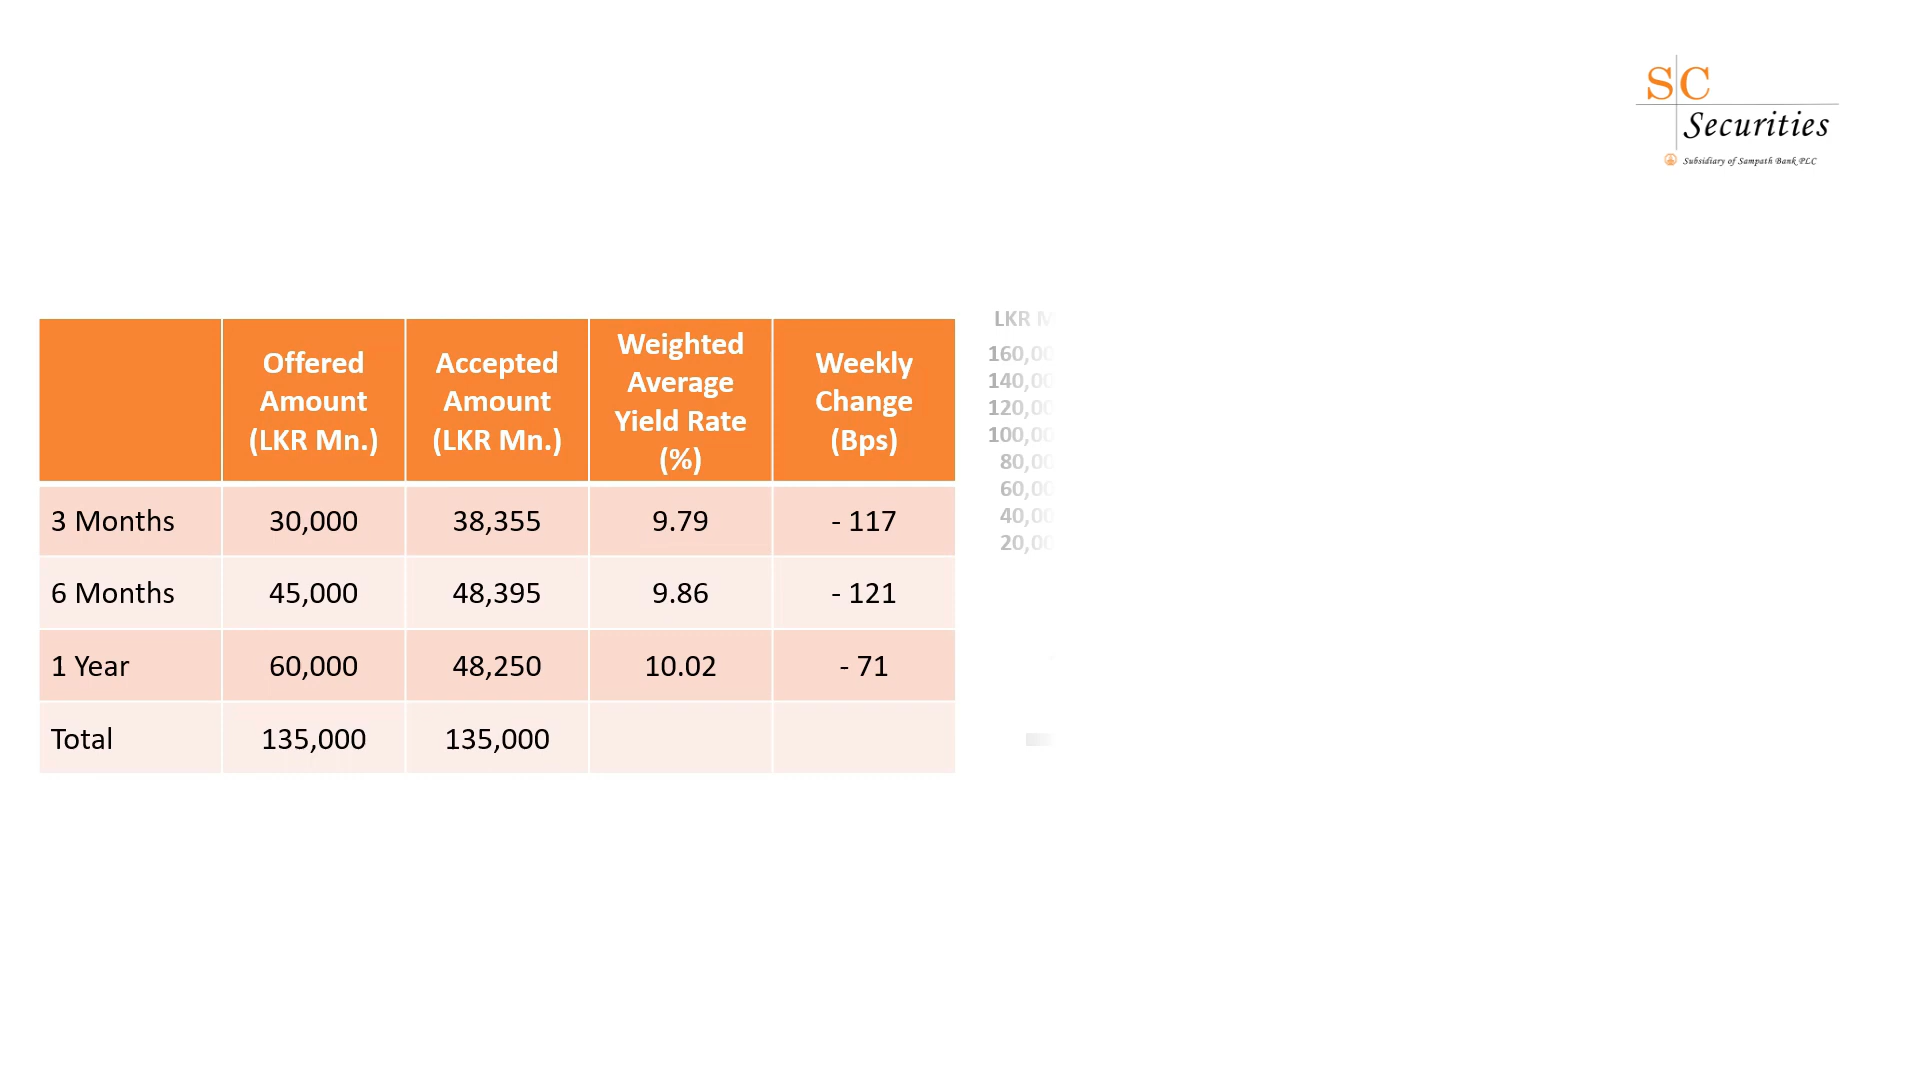 SC
Securities
Subsidiary of Sampath Bank PLC
Offered Amount (LKR Mn.) Accepted Amount (LKR Mn.) Weighted Average Yield Rate (%) Weekly Change (Bps)
3 Months 30,000 38,355 9.79 - 117
6 Months 45,000 48,395 9.86 - 121
1 Year 60,000 48,250 10.02 - 71
Total 135,000 135,000
LKR